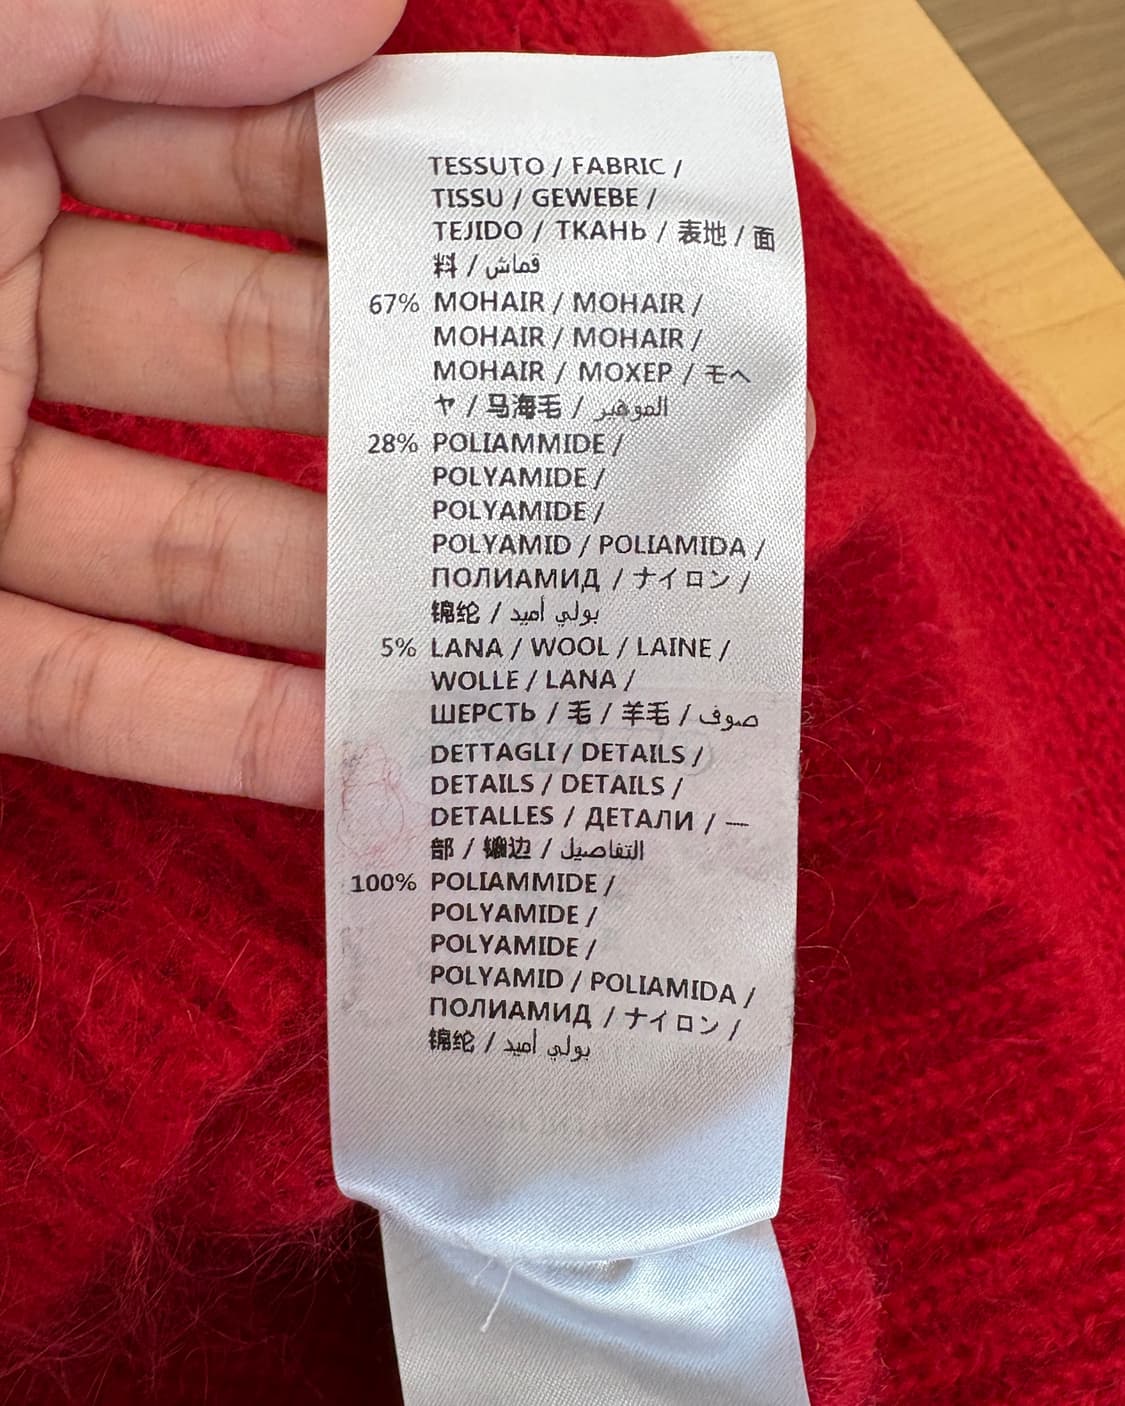 TESSUTO / FABRIC /
TISSU / GEWEBE /
TEJIDO / ТКАНЬ / 表地 / 面
料 / قماش
67% MOHAIR / MOHAIR /
MOHAIR / MOHAIR /
MOHAIR / МОХЕР / モヘ
ヤ / 马海毛 / الموهير
28% POLIAMMIDE /
POLYAMIDE /
POLYAMIDE /
POLYAMID / POLIAMIDA /
ПОЛИАМИД / ナイロン /
锦纶 / بولي أميد
5% LANA / WOOL / LAINE /
WOLLE / LANA /
ШЕРСТЬ / 毛 / 羊毛 / صوف
DETTAGLI / DETAILS /
DETAILS / DETAILS /
DETALLES / ДЕТАЛИ / 一
部 / 镶边 / التفاصيل
100% POLIAMMIDE /
POLYAMIDE /
POLYAMIDE /
POLYAMID / POLIAMIDA /
ПОЛИАМИД / ナイロン /
锦纶 / بولي أميد